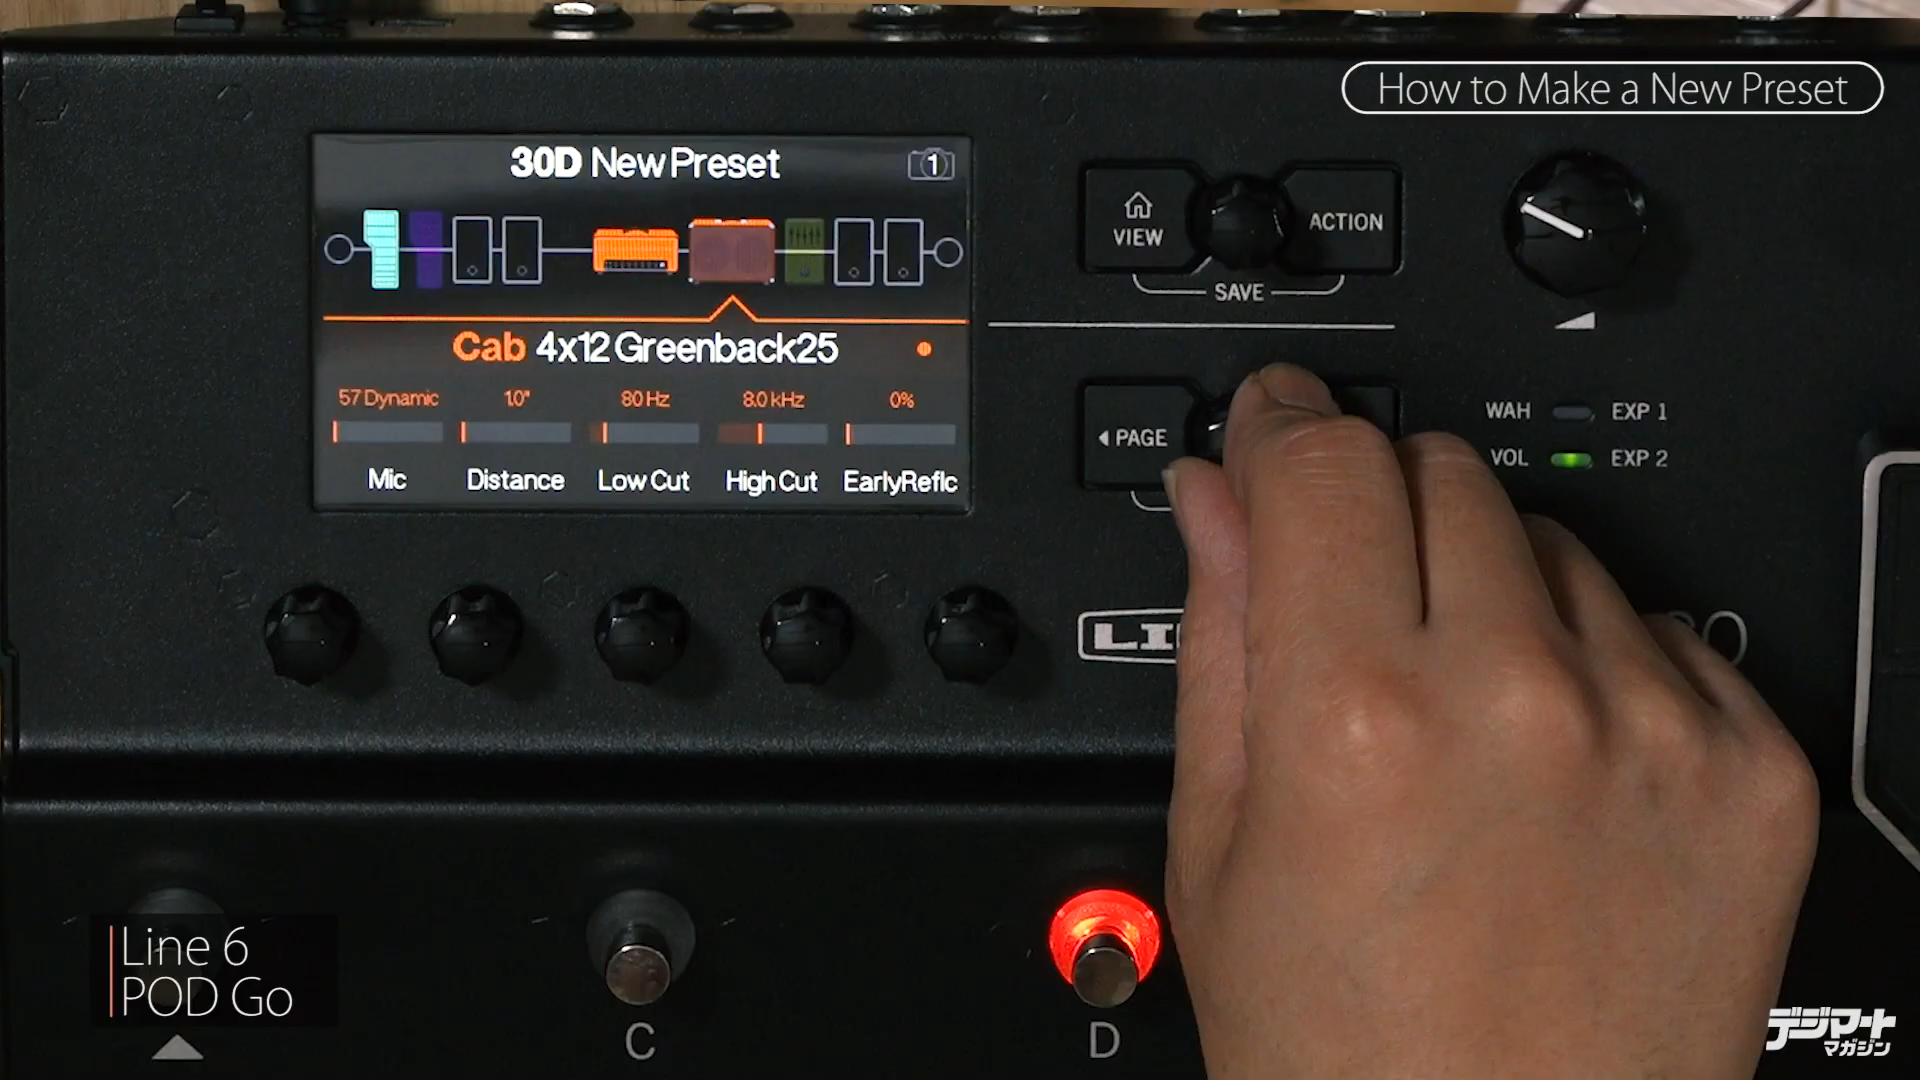 How to Make a New Preset
30D New Preset
1
Cab 4x12 Greenback25
57 Dynamic
1.0"
80 Hz
8.0 kHz
0%
Mic
Distance
Low Cut
High Cut
EarlyReflc
VIEW
ACTION
SAVE
PAGE
WAH
EXP 1
VOL
EXP 2
Line 6
POD Go
C
D
デジマート
マガジン